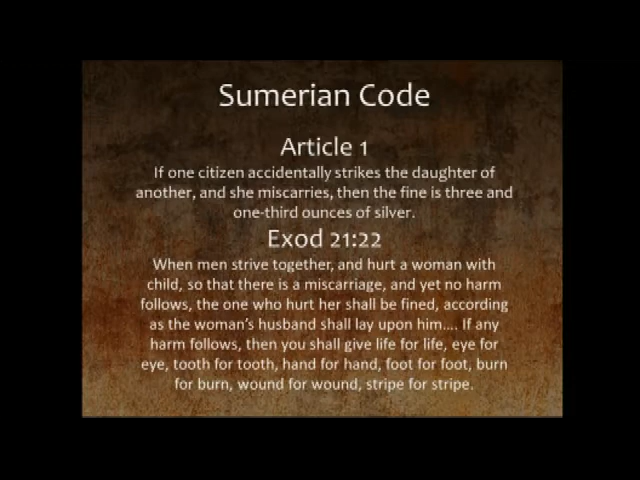 Sumerian Code
Article 1
If one citizen accidentally strikes the daughter of
another, and she miscarries, then the fine is three and
one-third ounces of silver.
Exod 21:22
When men strive together, and hurt a woman with
child, so that there is a miscarriage, and yet no harm
follows, the one who hurt her shall be fined, according
as the woman's husband shall lay upon him.... If any
harm follows, then you shall give life for life, eye for
eye, tooth for tooth, hand for hand, foot for foot, burn
for burn, wound for wound, stripe for stripe.